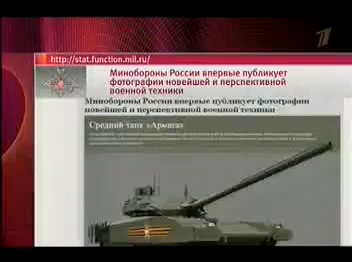 http://stat.function.mil.ru/
Минобороны России впервые публикует
фотографии новейшей и перспективной
военной техники
Минобороны России впервые публикует фотографии
новейшей и перспективной военной техники
Средний танк «Армата»